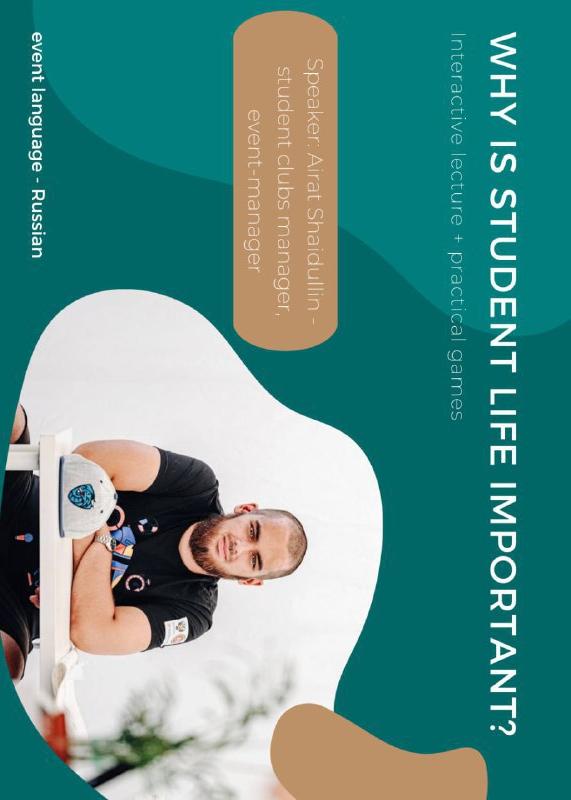 WHY IS STUDENT LIFE IMPORTANT?
Interactive lecture + practical games
Speaker: Airat Shaidullin -
student clubs manager,
event-manager
event language - Russian